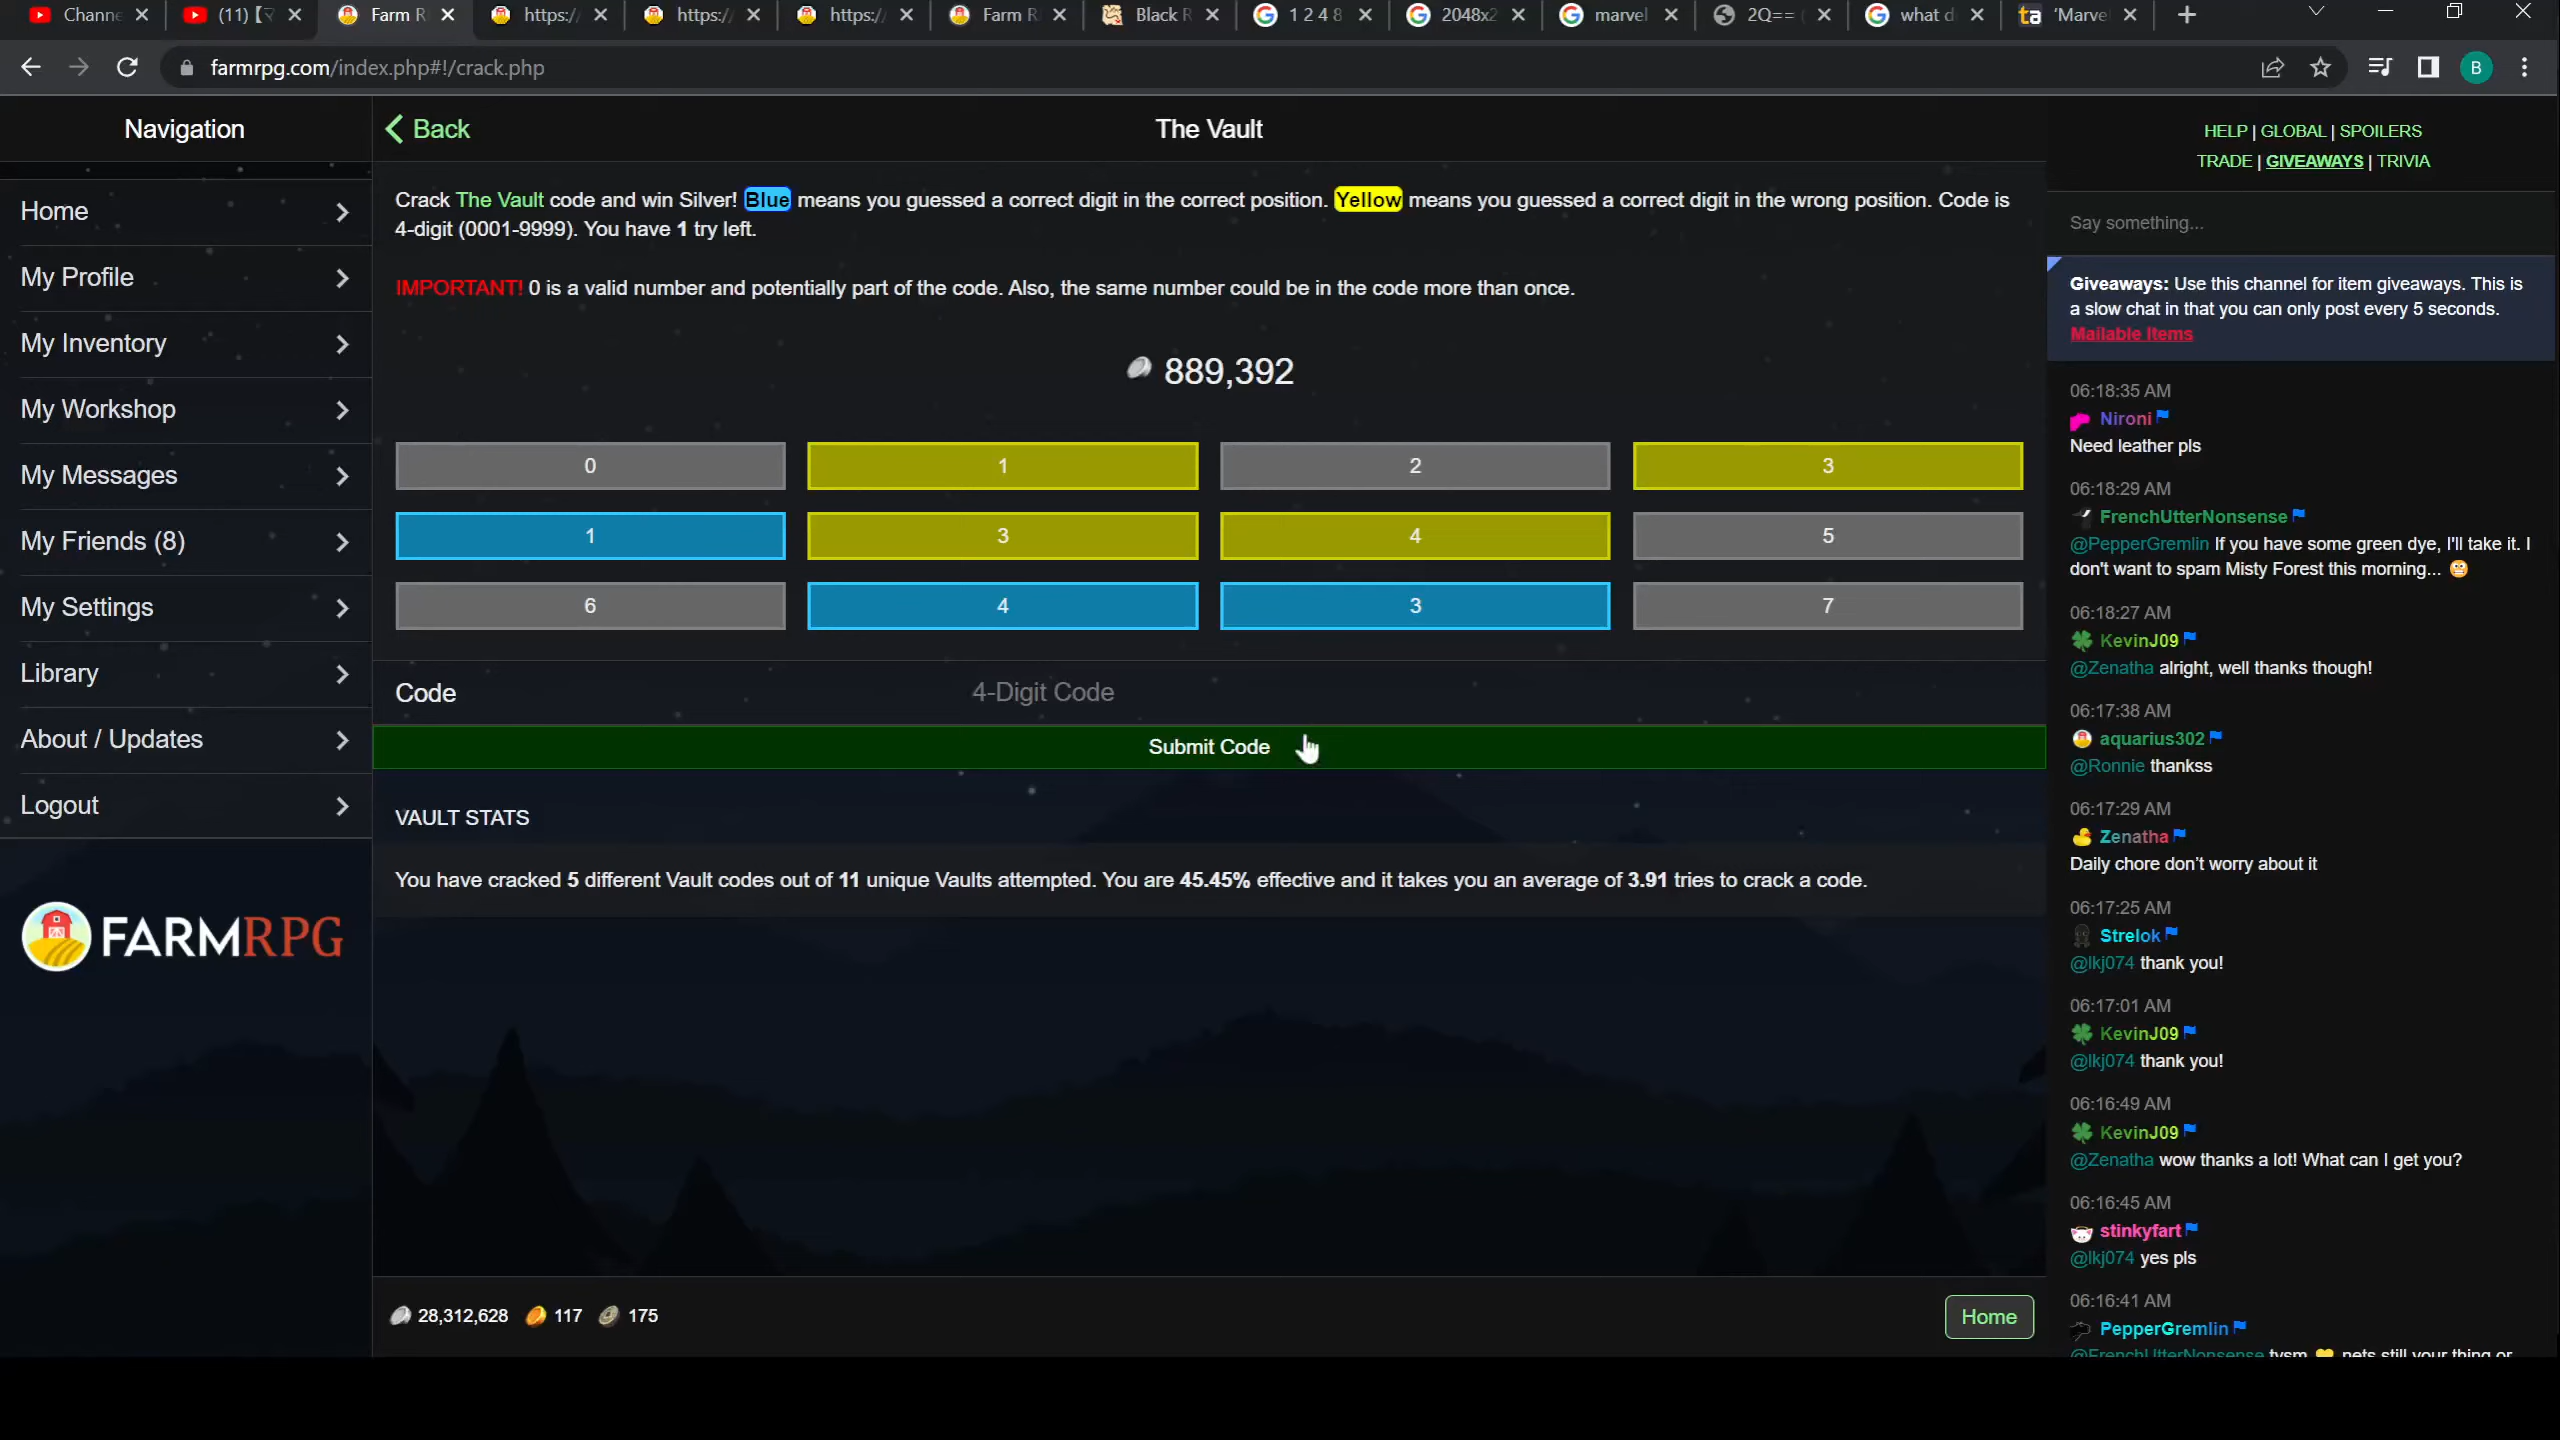 Channe
(11)
Farm R
https:/
https:/
https:/
Farm R
Black R
1 2 4 8
2048x2
marvel
2Q== (
what d
'Marve
farmrpg.com/index.php#!/crack.php
B
Navigation
Home
My Profile
My Inventory
My Workshop
My Messages
My Friends (8)
My Settings
Library
About / Updates
Logout
FARMRPG
Back
The Vault
Crack The Vault code and win Silver! Blue means you guessed a correct digit in the correct position. Yellow means you guessed a correct digit in the wrong position. Code is
4-digit (0001-9999). You have 1 try left.
IMPORTANT! 0 is a valid number and potentially part of the code. Also, the same number could be in the code more than once.
889,392
0 1 2 3
1 3 4 5
6 4 3 7
Code 4-Digit Code
Submit Code
VAULT STATS
You have cracked 5 different Vault codes out of 11 unique Vaults attempted. You are 45.45% effective and it takes you an average of 3.91 tries to crack a code.
28,312,628 117 175
Home
HELP | GLOBAL | SPOILERS
TRADE | GIVEAWAYS | TRIVIA
Say something...
Giveaways: Use this channel for item giveaways. This is
a slow chat in that you can only post every 5 seconds.
Mailable Items
06:18:35 AM
Nironi
Need leather pls
06:18:29 AM
FrenchUtterNonsense
@PepperGremlin If you have some green dye, I'll take it. I
don't want to spam Misty Forest this morning...
06:18:27 AM
KevinJ09
@Zenatha alright, well thanks though!
06:17:38 AM
aquarius302
@Ronnie thankss
06:17:29 AM
Zenatha
Daily chore don't worry about it
06:17:25 AM
Strelok
@lkj074 thank you!
06:17:01 AM
KevinJ09
@lkj074 thank you!
06:16:49 AM
KevinJ09
@Zenatha wow thanks a lot! What can I get you?
06:16:45 AM
stinkyfart
@lkj074 yes pls
06:16:41 AM
PepperGremlin
@FrenchUtterNonsense tysm nets still your thing or